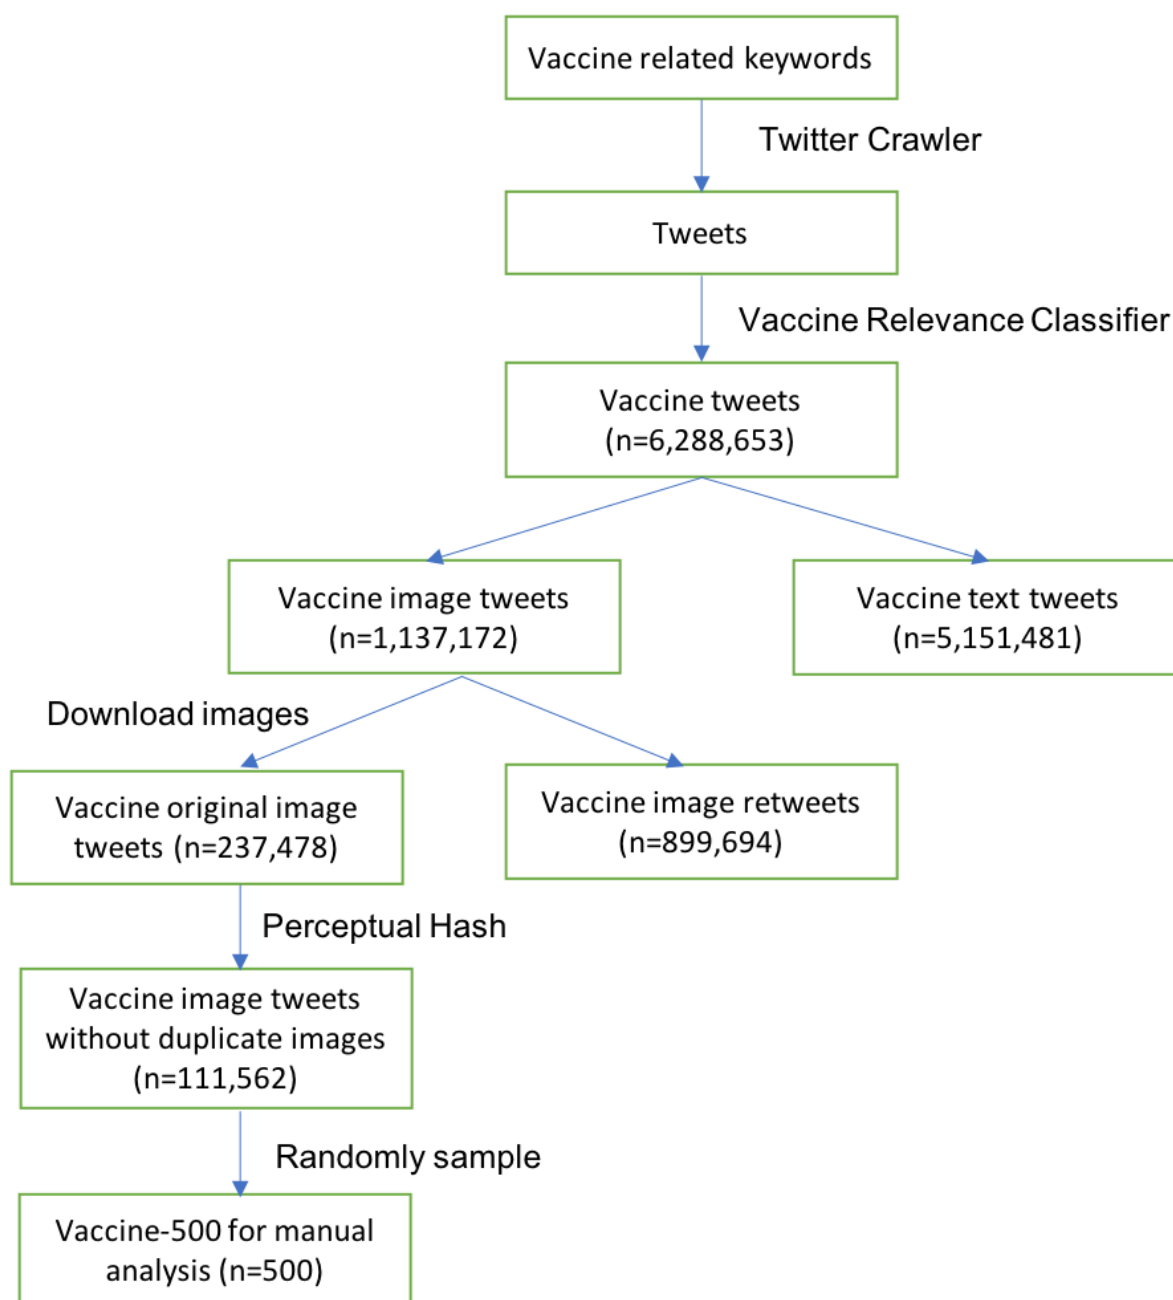 Vaccine related keywords
Twitter Crawler
Tweets
Vaccine Relevance Classifier
Vaccine tweets
(n=6,288,653)
Vaccine image tweets
(n=1,137,172)
Vaccine text tweets
(n=5,151,481)
Download images
Vaccine original image
tweets (n=237,478)
Vaccine image retweets
(n=899,694)
Perceptual Hash
Vaccine image tweets
without duplicate images
(n=111,562)
Randomly sample
Vaccine-500 for manual
analysis (n=500)